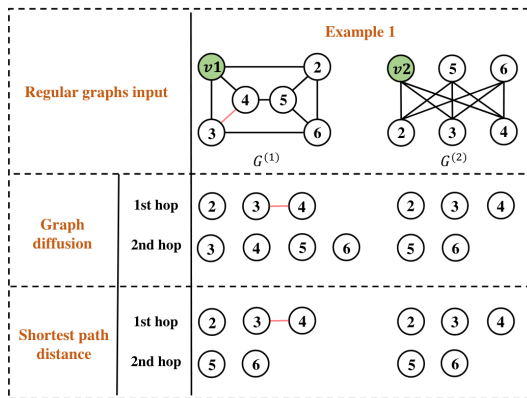 Example 1
Regular graphs input
v1 2 v2 5 6
4 5
3 6 2 3 4
G(1) G(2)
Graph diffusion
1st hop 2 3 4 2 3 4
2nd hop 3 4 5 6 5 6
Shortest path distance
1st hop 2 3 4 2 3 4
2nd hop 5 6 5 6